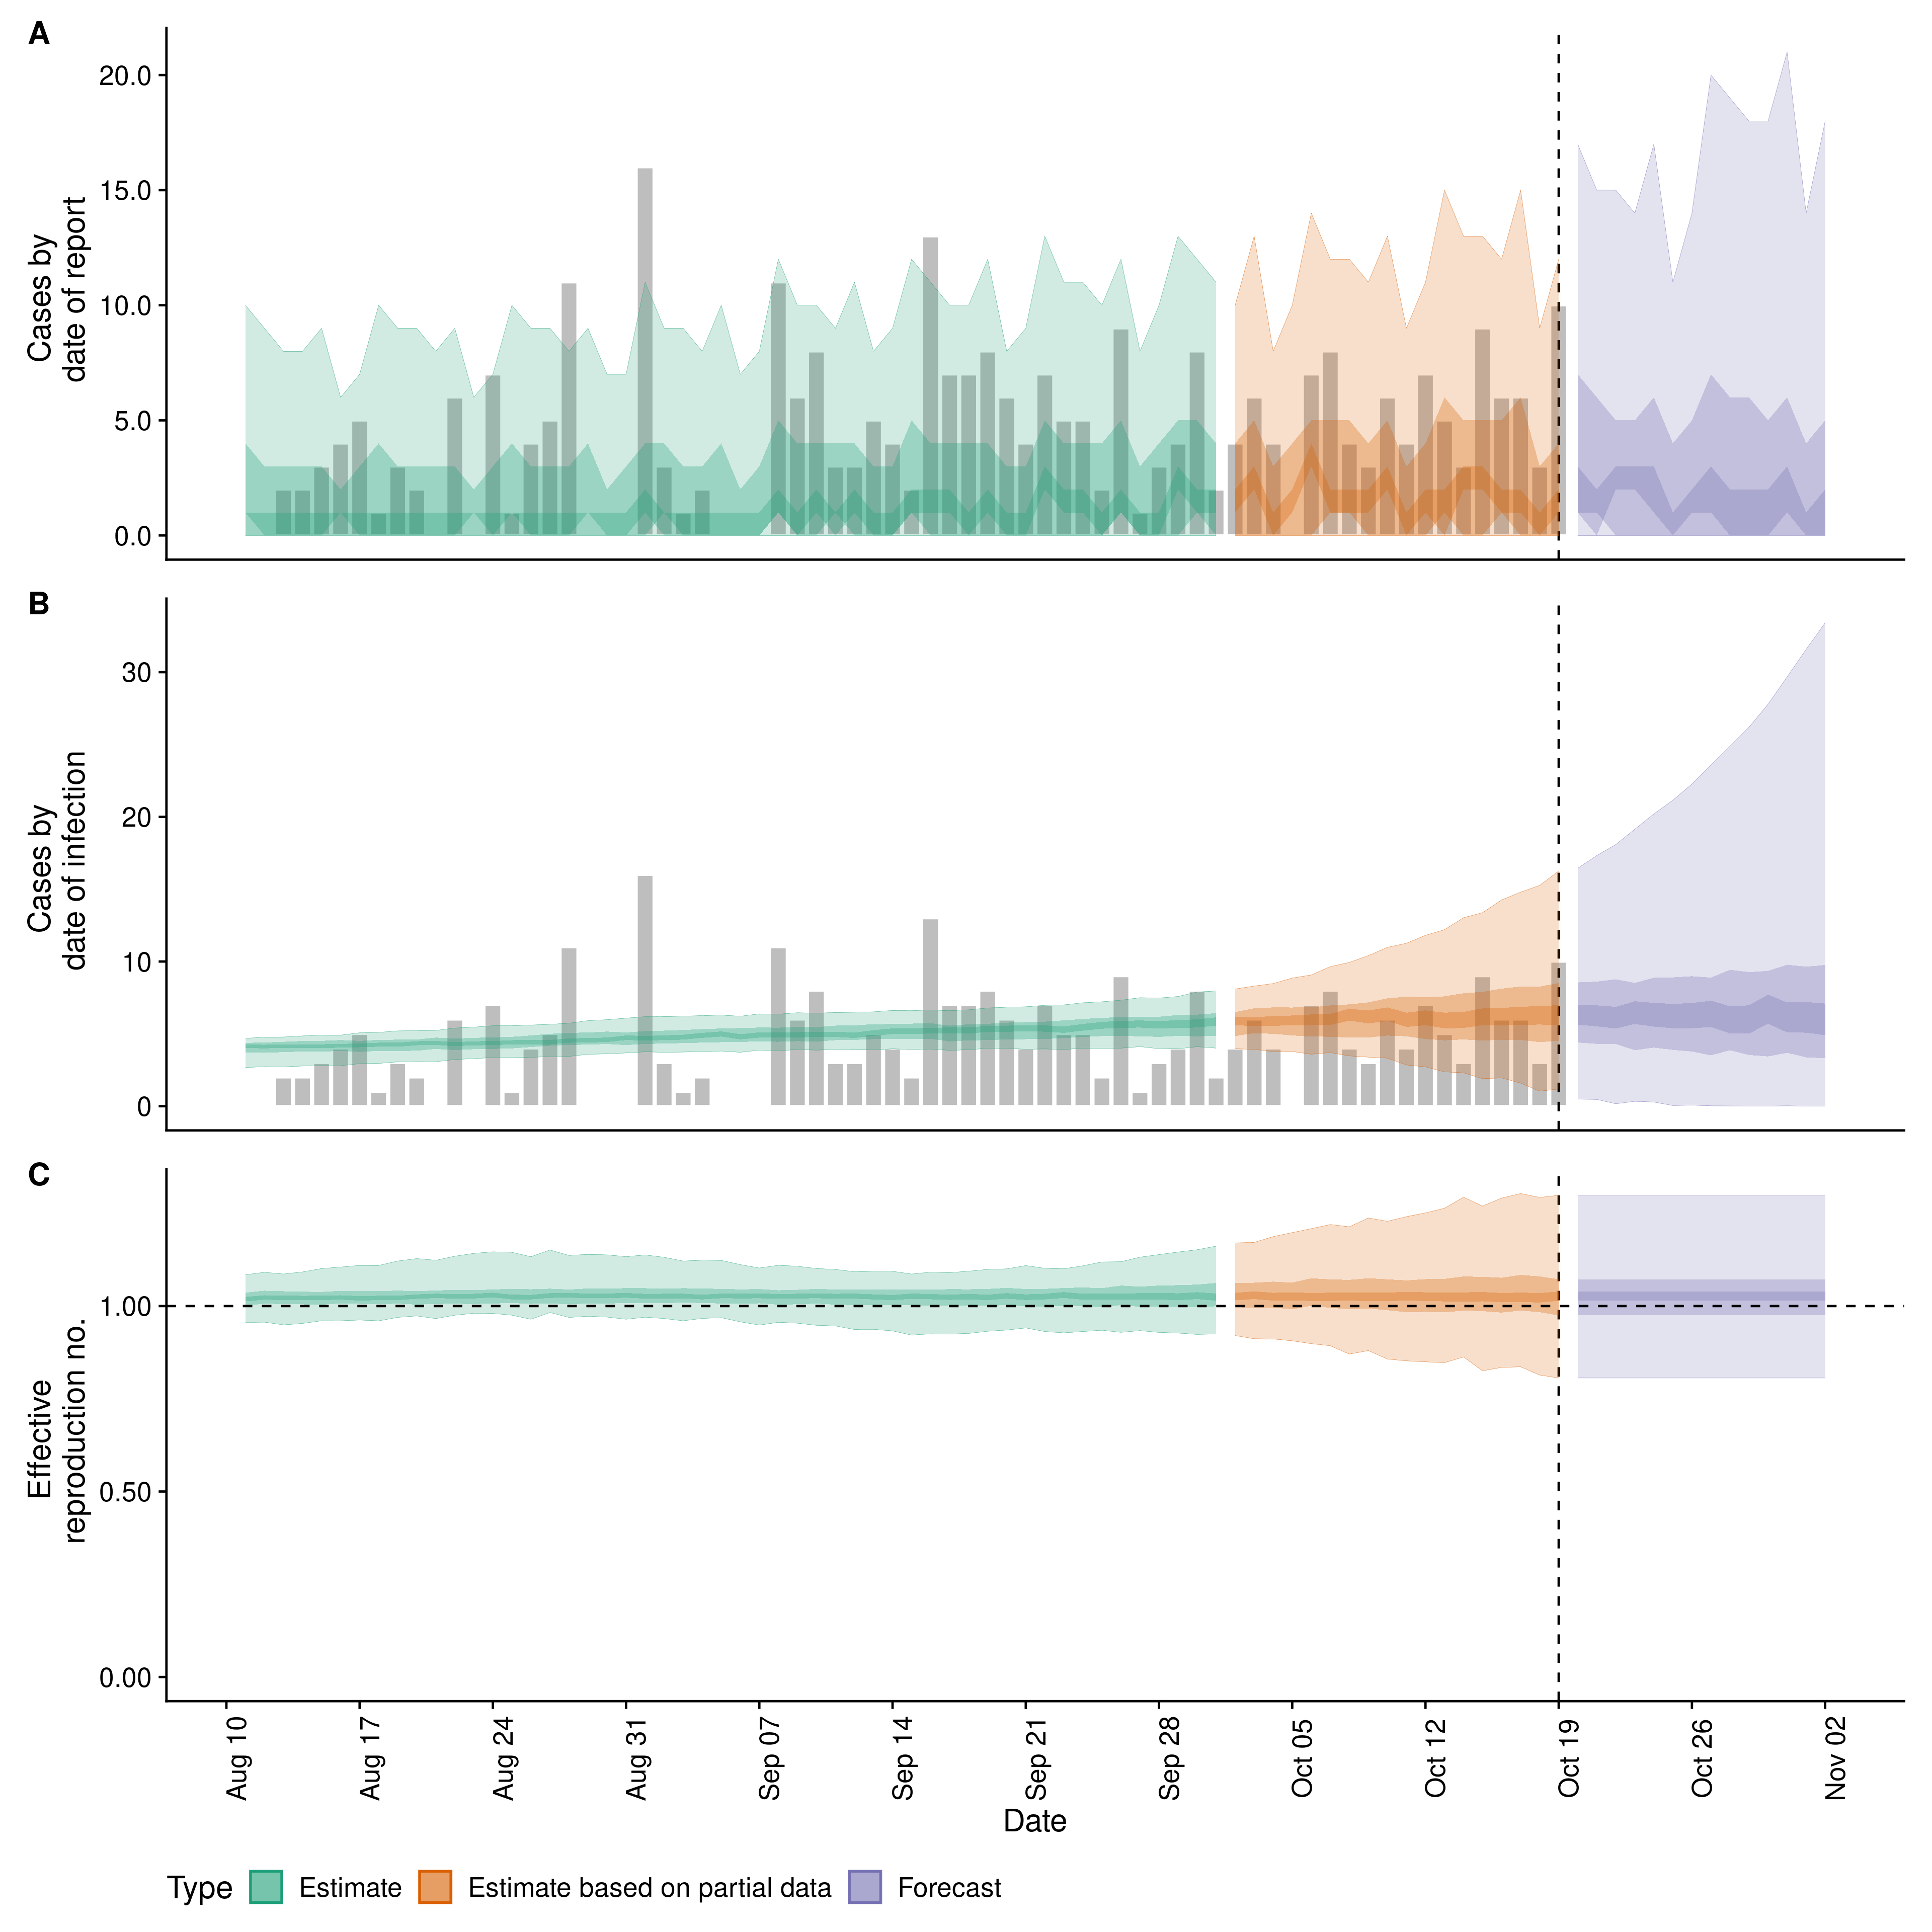 A
Cases by
date of report
20.0
15.0
10.0
5.0
0.0
B
Cases by
date of infection
30
20
10
0
C
Effective
reproduction no.
1.00
0.50
0.00
Aug 10
Aug 17
Aug 24
Aug 31
Sep 07
Sep 14
Sep 21
Sep 28
Oct 05
Oct 12
Oct 19
Oct 26
Nov 02
Date
Type Estimate Estimate based on partial data Forecast